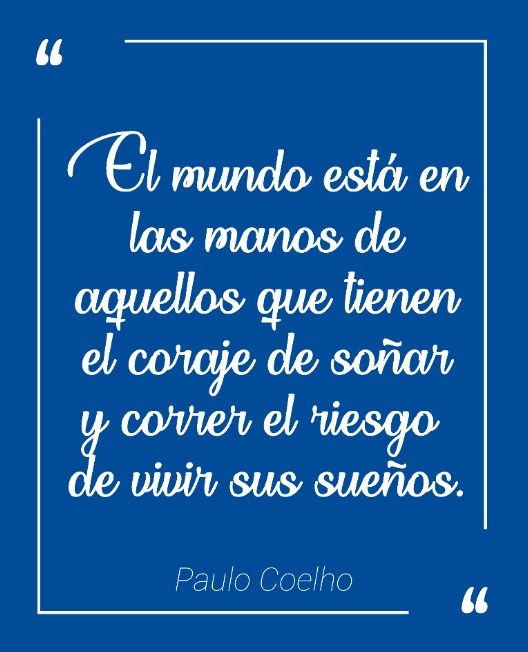 “
El mundo está en
las manos de
aquellos que tienen
el coraje de soñar
y correr el riesgo
de vivir sus sueños.
Paulo Coelho
“